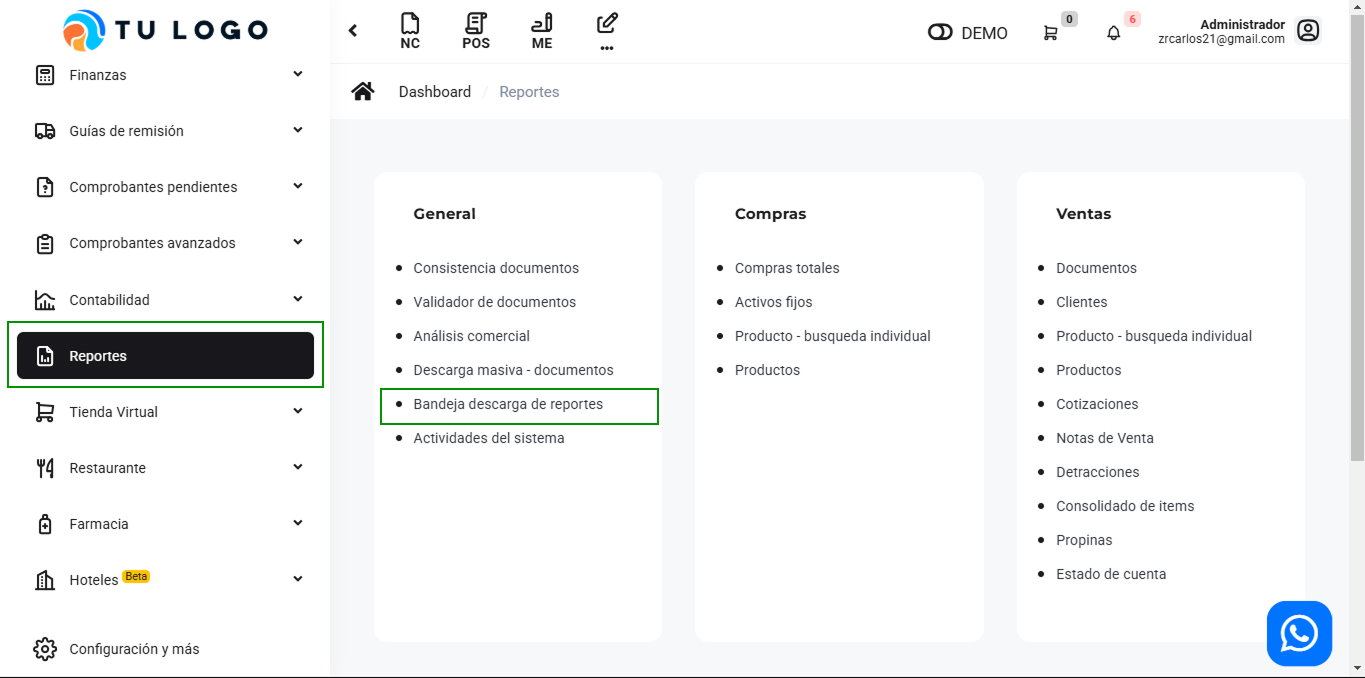 TU LOGO
Finanzas
Guías de remisión
Comprobantes pendientes
Comprobantes avanzados
Contabilidad
Reportes
Tienda Virtual
Restaurante
Farmacia
Hoteles Beta
Configuración y más
NC
POS
ME
...
DEMO
0
6
Administrador
zrcarlos21@gmail.com
Dashboard / Reportes
General
Consistencia documentos
Validador de documentos
Análisis comercial
Descarga masiva - documentos
Bandeja descarga de reportes
Actividades del sistema
Compras
Compras totales
Activos fijos
Producto - busqueda individual
Productos
Ventas
Documentos
Clientes
Producto - busqueda individual
Productos
Cotizaciones
Notas de Venta
Detracciones
Consolidado de items
Propinas
Estado de cuenta